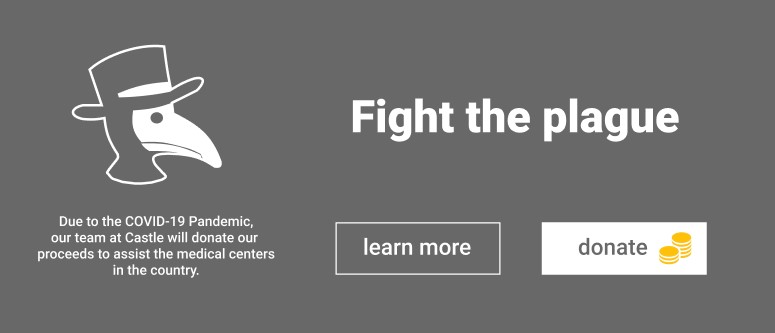 Fight the plague
Due to the COVID-19 Pandemic,
our team at Castle will donate our
proceeds to assist the medical centers
in the country.
learn more
donate